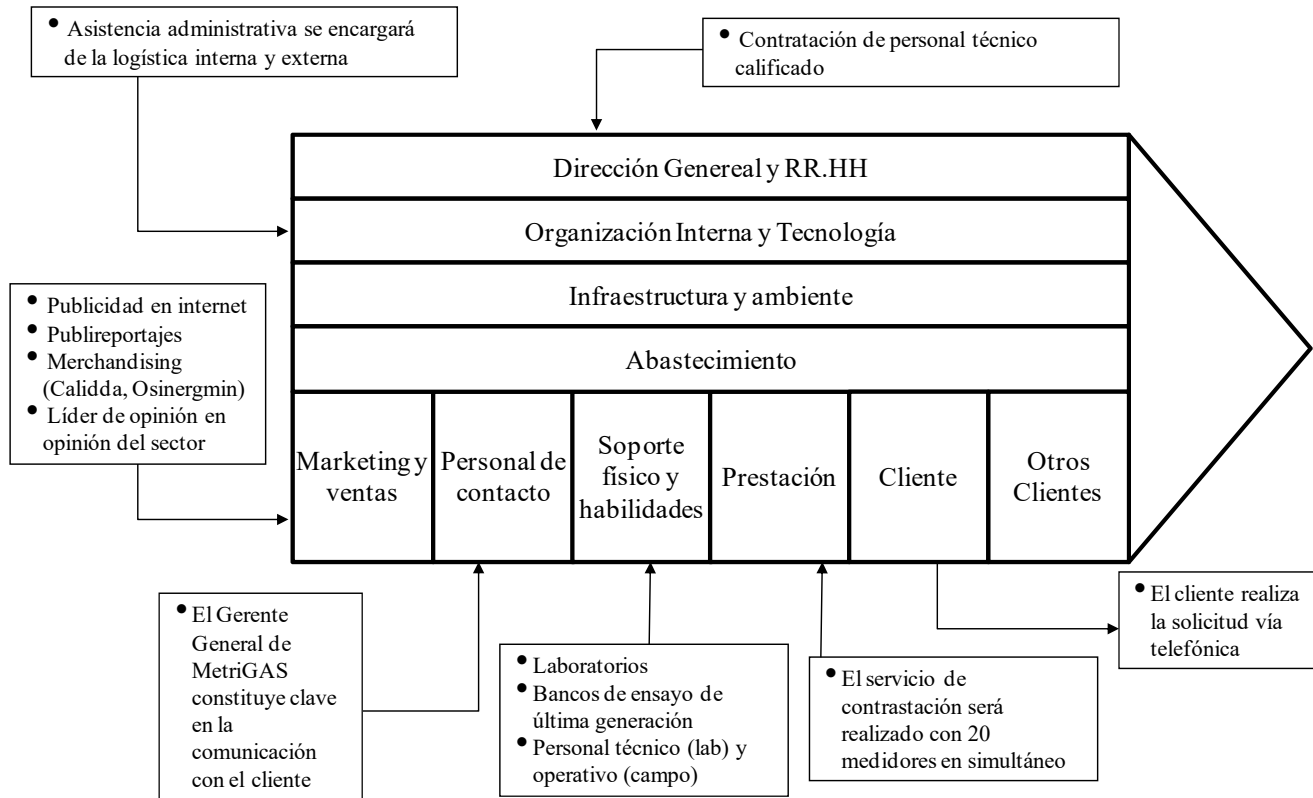 • Asistencia administrativa se encargará
de la logística interna y externa
• Contratación de personal técnico
calificado
Dirección Genereal y RR.HH
Organización Interna y Tecnología
Infraestructura y ambiente
Abastecimiento
• Publicidad en internet
• Publireportajes
• Merchandising
(Calidda, Osinergmin)
• Líder de opinión en
opinión del sector
Marketing y
ventas
Personal de
contacto
Soporte
físico y
habilidades
Prestación
Cliente
Otros
Clientes
• El Gerente
General de
MetriGAS
constituye clave
en la
comunicación
con el cliente
• Laboratorios
• Bancos de ensayo de
última generación
• Personal técnico (lab) y
operativo (campo)
• El servicio de
contrastación será
realizado con 20
medidores en simultáneo
• El cliente realiza
la solicitud vía
telefónica